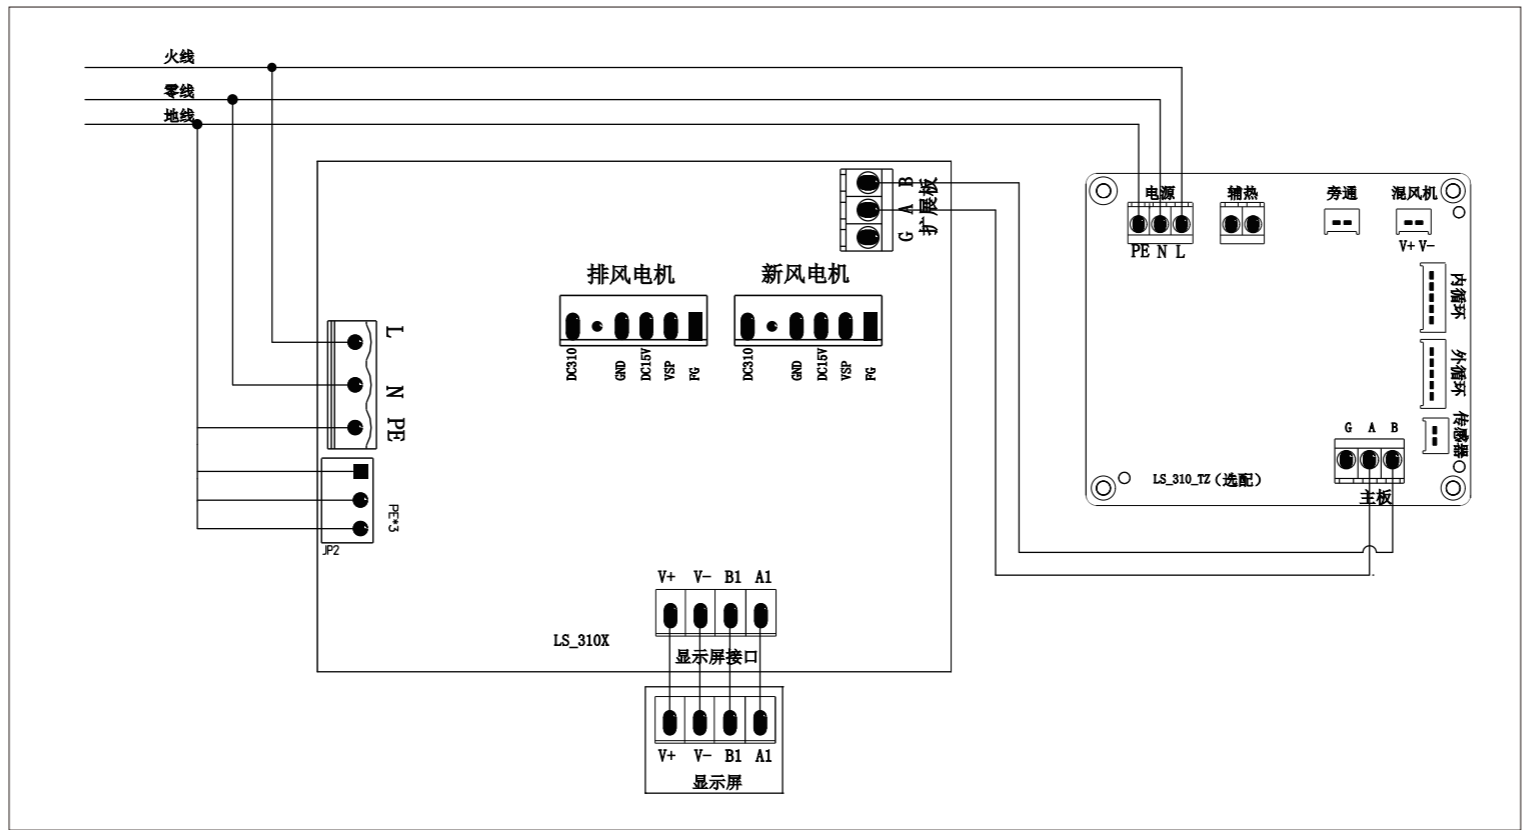 火线
零线
地线
B
A
G
扩展板
排风电机
新风电机
DC310
GND
DC15V
VSP
FG
DC310
GND
DC15V
VSP
FG
L
N
PE
PE*3
JP2
LS_310X
V+ V- B1 A1
显示屏接口
V+ V- B1 A1
显示屏
电源
辅热
旁通
混风机
PE N L
V+ V-
内循环
外循环
传感器
G A B
主板
LS_310_TZ(选配)